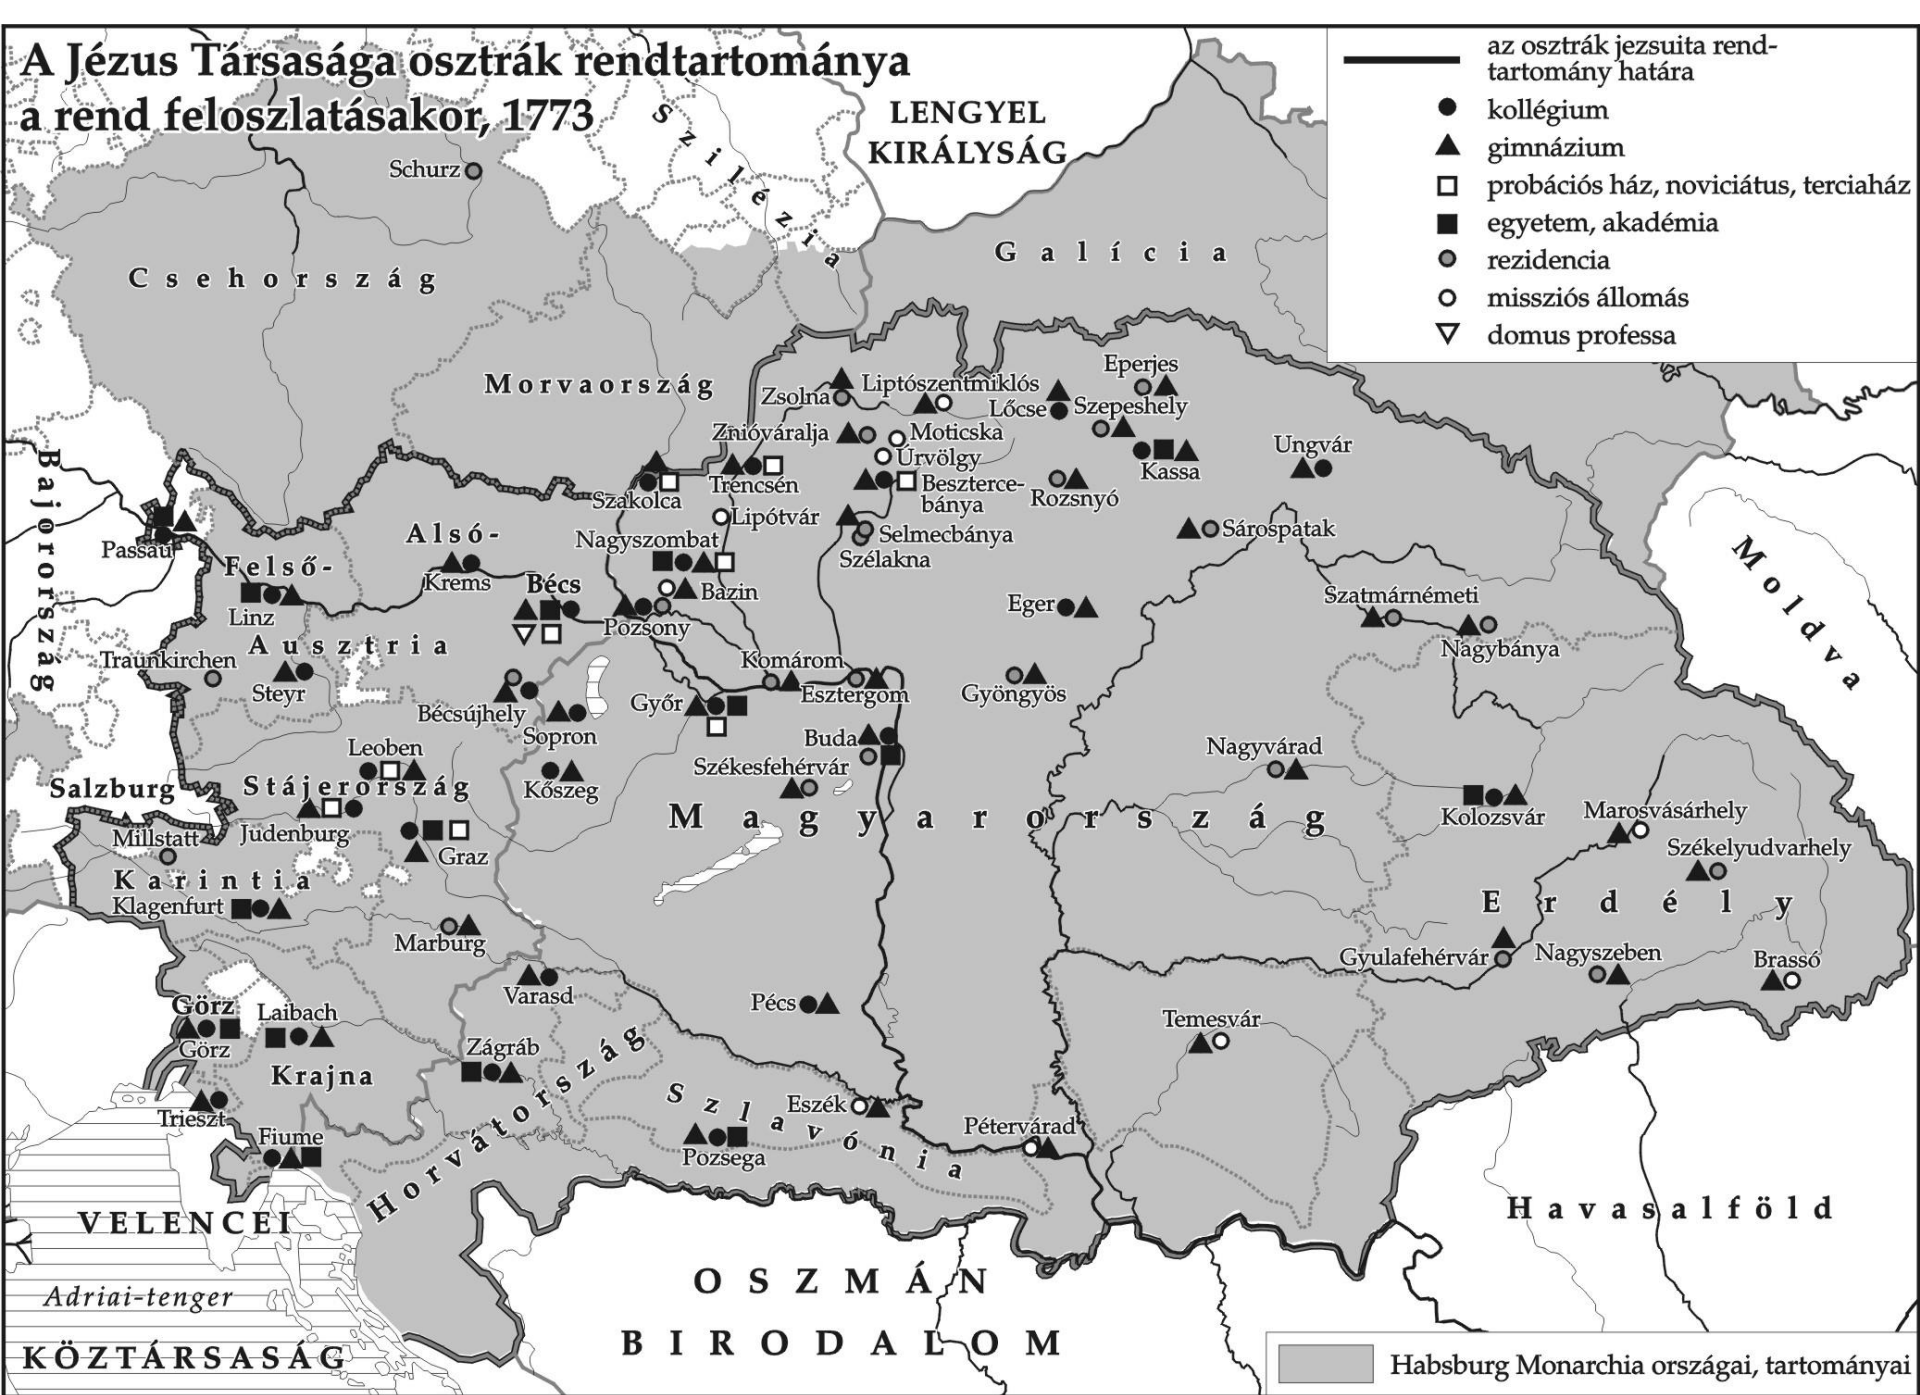 A Jézus Társasága osztrák rendtartománya
a rend feloszlatásakor, 1773
az osztrák jezsuita rend-
tartomány határa
kollégium
gimnázium
probációs ház, noviciátus, terciaház
egyetem, akadémia
rezidencia
missziós állomás
domus professa
LENGYEL
KIRÁLYSÁG
Szilézia
Schurz
Csehország
Galícia
Morvaország
Bajorország
Eperjes
Zsolna
Liptószentmiklós
Lőcse
Szepeshely
Znióváralja
Moticska
Úrvölgy
Ungvár
Kassa
Szakolca
Trencsén
Beszterce-
bánya
Rozsnyó
Lipótvár
Selmecbánya
Szélakna
Sárospatak
Passau
Alsó-
Felső-
Ausztria
Nagyszombat
Krems
Bécs
Bazin
Linz
Pozsony
Eger
Szatmárnémeti
Nagybánya
Moldva
Traunkirchen
Steyr
Komárom
Esztergom
Gyöngyös
Bécsújhely
Győr
Sopron
Buda
Leoben
Székesfehérvár
Nagyvárad
Salzburg
Stájerország
Kőszeg
Magyarország
Kolozsvár
Marosvásárhely
Millstatt
Judenburg
Graz
Székelyudvarhely
Karintia
Klagenfurt
Erdély
Marburg
Gyulafehérvár
Nagyszeben
Brassó
Varasd
Pécs
Görz
Görz
Laibach
Temesvár
Krajna
Zágráb
Horvátország
Szlavónia
Trieszt
Eszék
Pétervárad
Fiume
Pozsega
VELENCEI
KÖZTÁRSASÁG
Adriai-tenger
Havasalföld
OSZMÁN
BIRODALOM
Habsburg Monarchia országai, tartományai